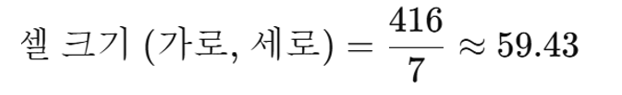 셀 크기 (가로, 세로) = 416/7 ≈ 59.43